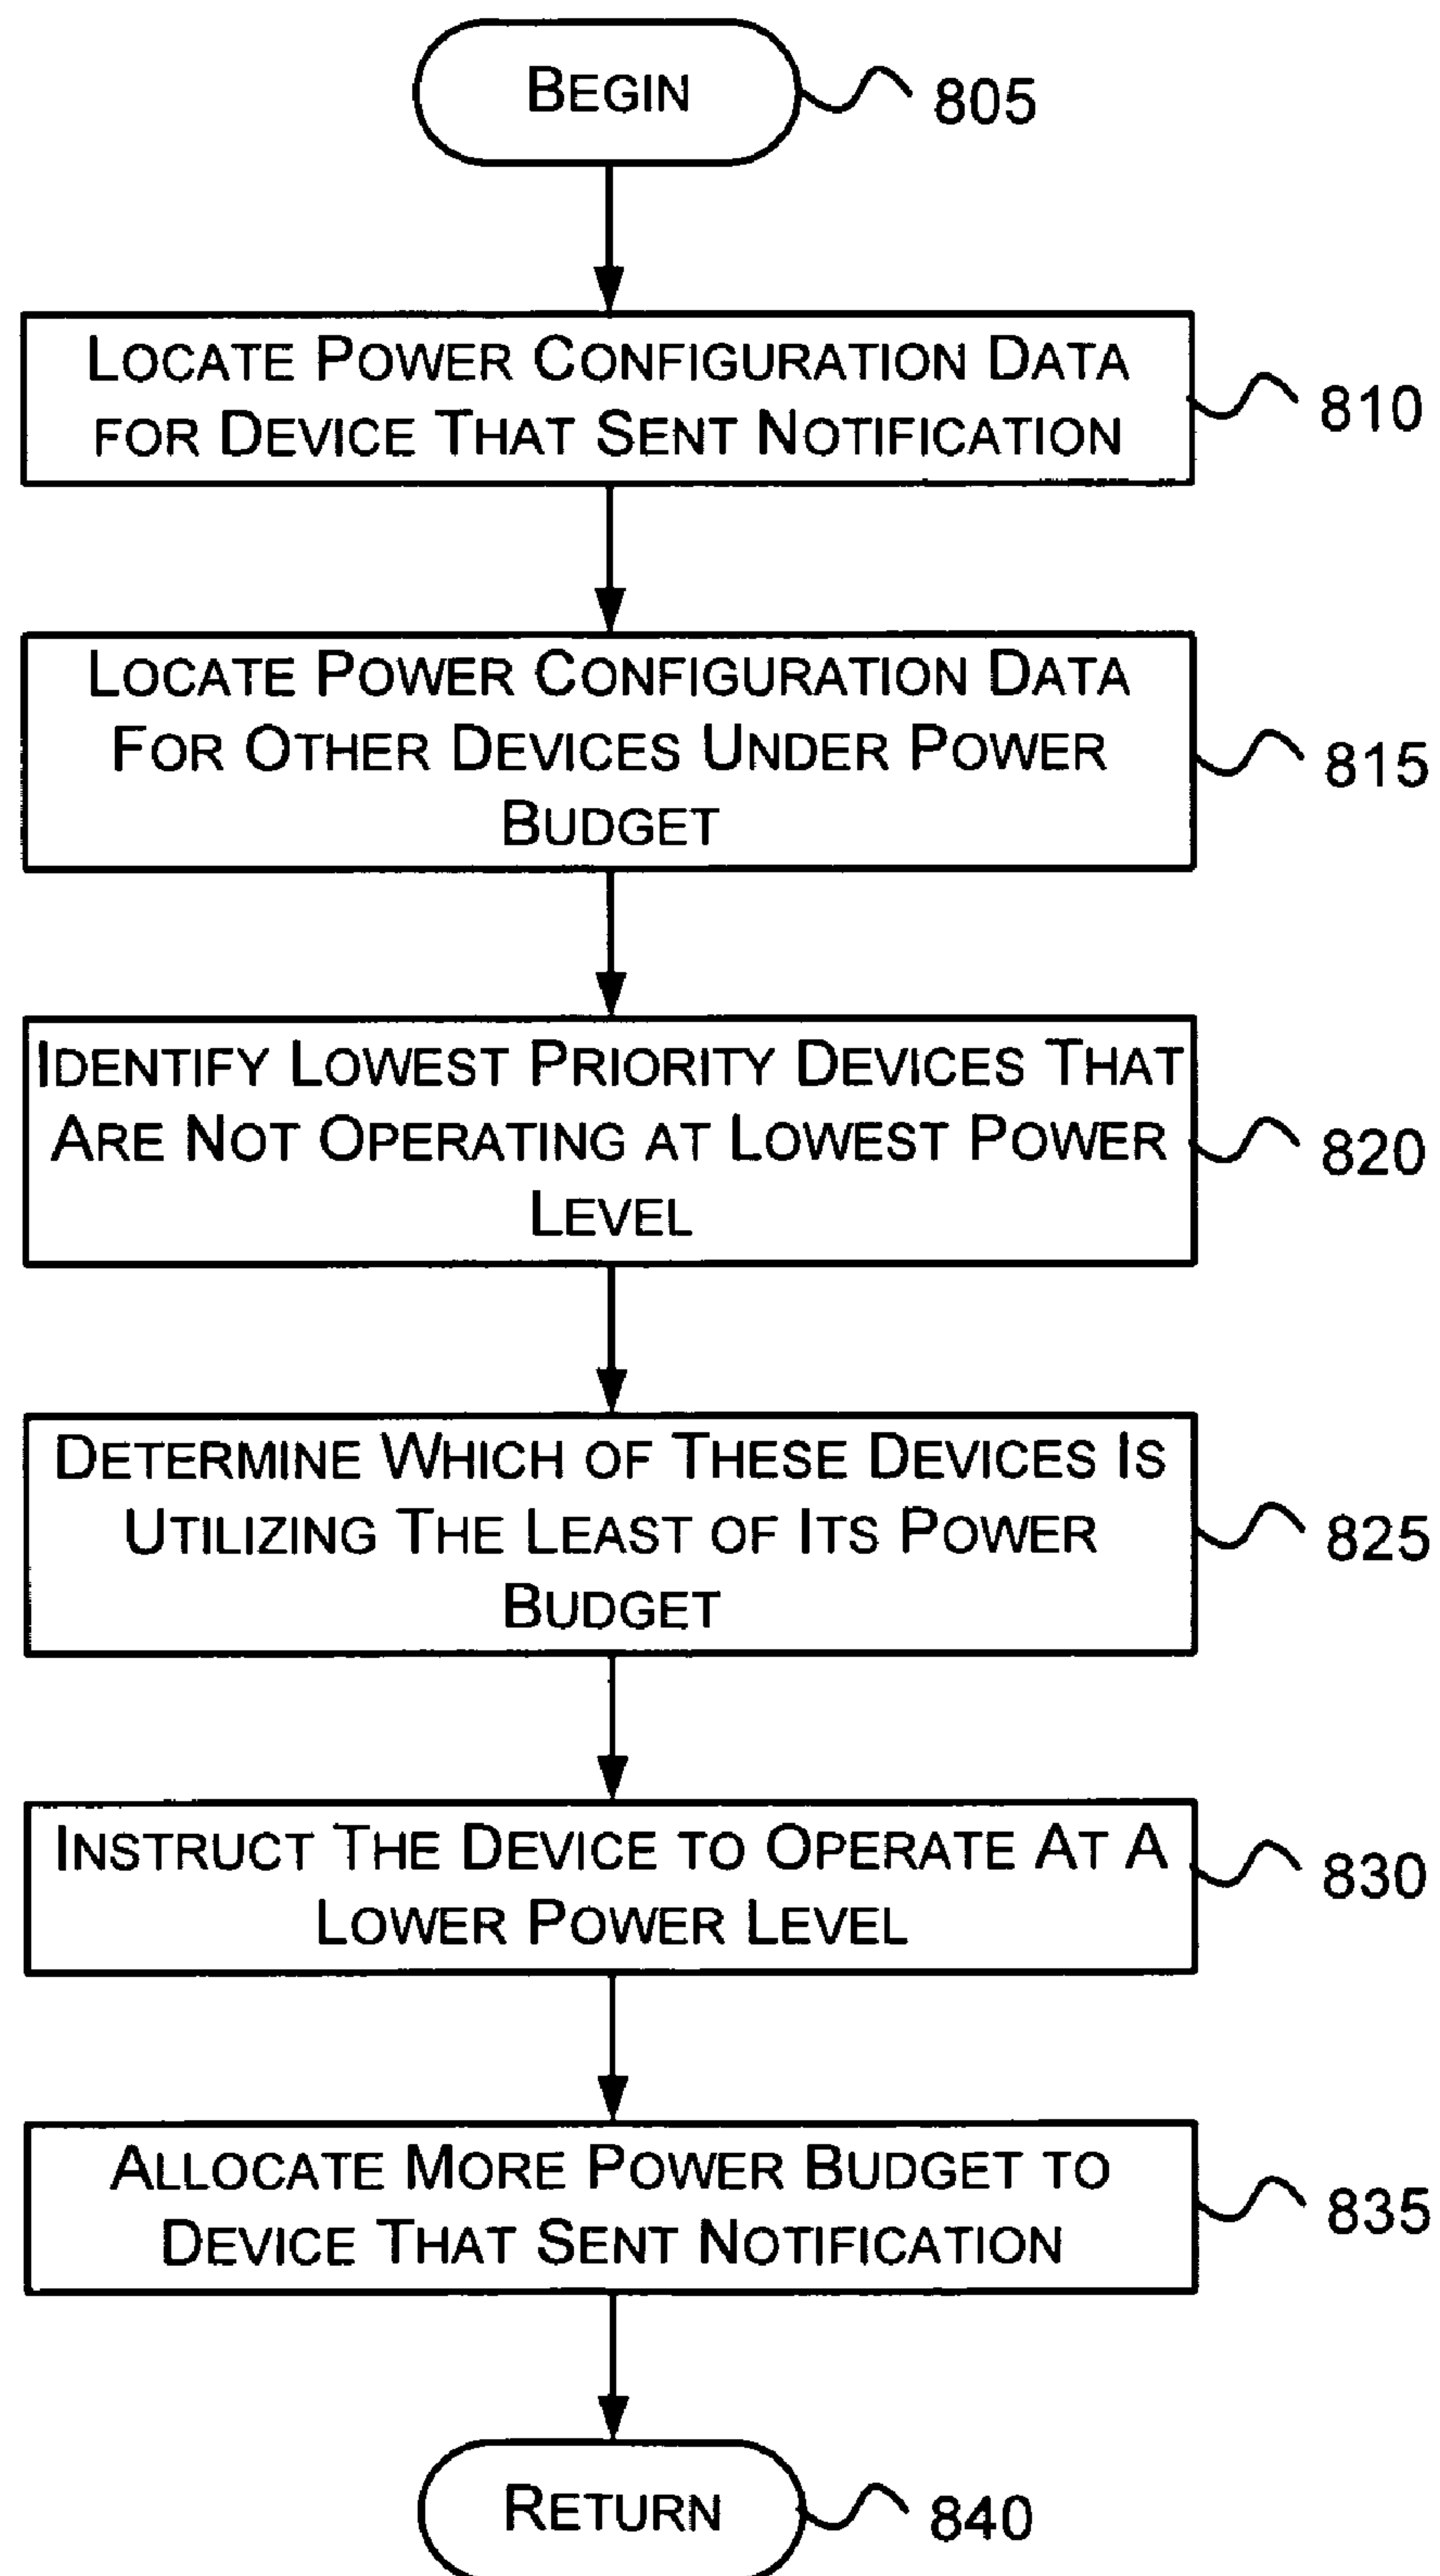 BEGIN
805
LOCATE POWER CONFIGURATION DATA
FOR DEVICE THAT SENT NOTIFICATION
810
LOCATE POWER CONFIGURATION DATA
FOR OTHER DEVICES UNDER POWER
BUDGET
815
IDENTIFY LOWEST PRIORITY DEVICES THAT
ARE NOT OPERATING AT LOWEST POWER
LEVEL
820
DETERMINE WHICH OF THESE DEVICES IS
UTILIZING THE LEAST OF ITS POWER
BUDGET
825
INSTRUCT THE DEVICE TO OPERATE AT A
LOWER POWER LEVEL
830
ALLOCATE MORE POWER BUDGET TO
DEVICE THAT SENT NOTIFICATION
835
RETURN
840